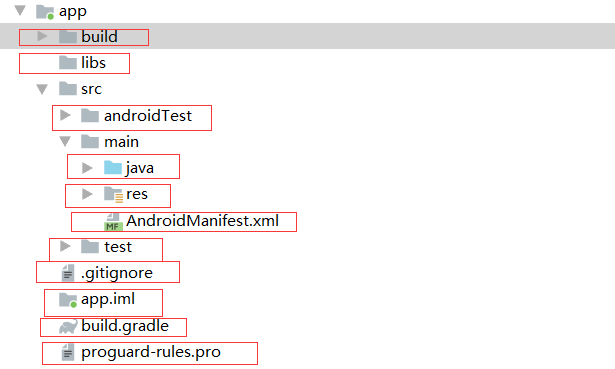 app
build
libs
src
androidTest
main
java
res
MF AndroidManifest.xml
test
.gitignore
app.iml
build.gradle
proguard-rules.pro